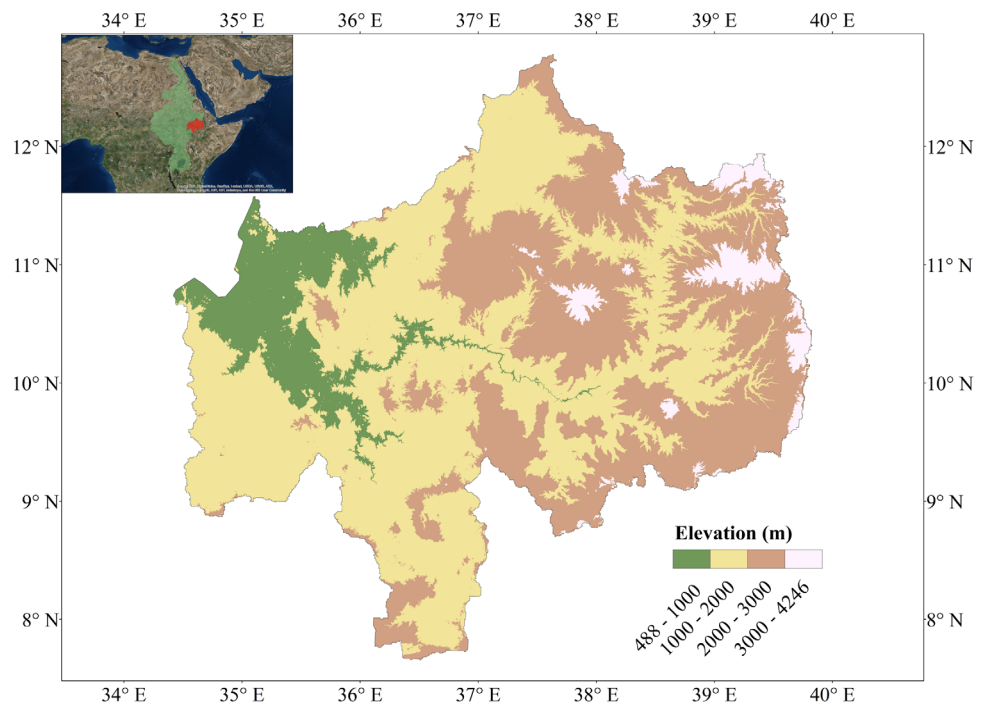 34° E 35° E 36° E 37° E 38° E 39° E 40° E
12° N 12° N
11° N 11° N
10° N 10° N
9° N 9° N
8° N 8° N
Elevation (m)
488 - 1000
1000 - 2000
2000 - 3000
3000 - 4246
34° E 35° E 36° E 37° E 38° E 39° E 40° E